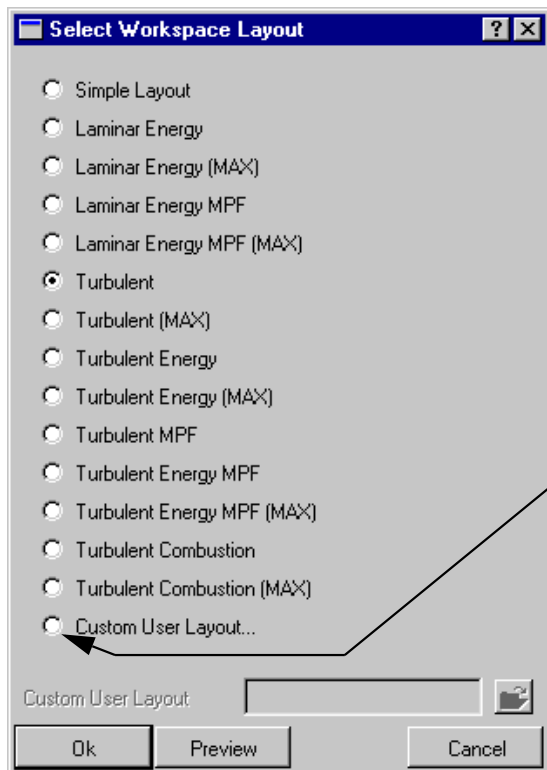 Select Workspace Layout
Simple Layout
Laminar Energy
Laminar Energy (MAX)
Laminar Energy MPF
Laminar Energy MPF (MAX)
Turbulent
Turbulent (MAX)
Turbulent Energy
Turbulent Energy (MAX)
Turbulent MPF
Turbulent Energy MPF
Turbulent Energy MPF (MAX)
Turbulent Combustion
Turbulent Combustion (MAX)
Custom User Layout...
Custom User Layout
Ok Preview Cancel